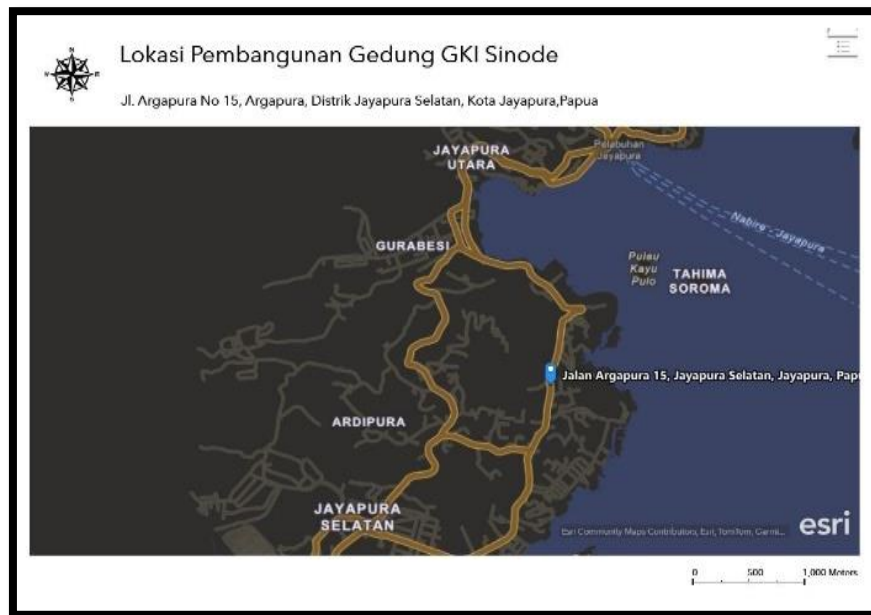 Lokasi Pembangunan Gedung GKI Sinode
Jl. Argapura No 15, Argapura, Distrik Jayapura Selatan, Kota Jayapura,Papua
N
JAYAPURA
UTARA
Pelabuhan
Jayapura
GURABESI
Nabire - Jayapura
Pulau
Kayu
Pulo
TAHIMA
SOROMA
Jalan Argapura 15, Jayapura Selatan, Jayapura, Papu
ARDIPURA
JAYAPURA
SELATAN
Esri Community Maps Contributors, Esri, TomTom, Garmi...
esri
0 500 1,000 Meters